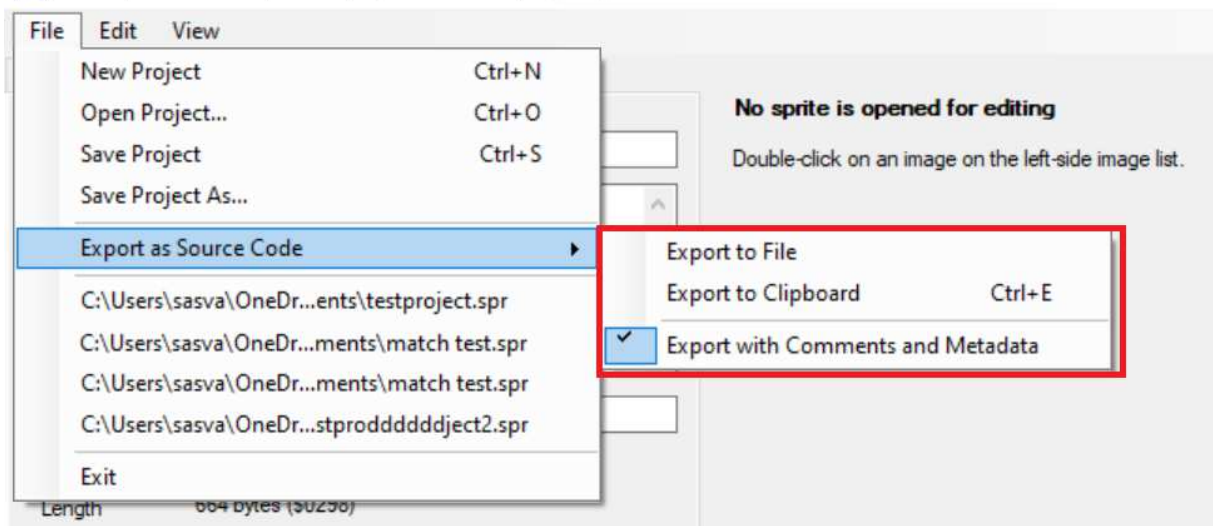 File Edit View
New Project Ctrl+N
Open Project... Ctrl+O
Save Project Ctrl+S
Save Project As...
Export as Source Code
C:\Users\sasva\OneDr...ents\testproject.spr
C:\Users\sasva\OneDr...ments\match test.spr
C:\Users\sasva\OneDr...ments\match test.spr
C:\Users\sasva\OneDr...stprodddddddject2.spr
Exit
Length 664 bytes ($0298)
No sprite is opened for editing
Double-click on an image on the left-side image list.
Export to File
Export to Clipboard Ctrl+E
Export with Comments and Metadata